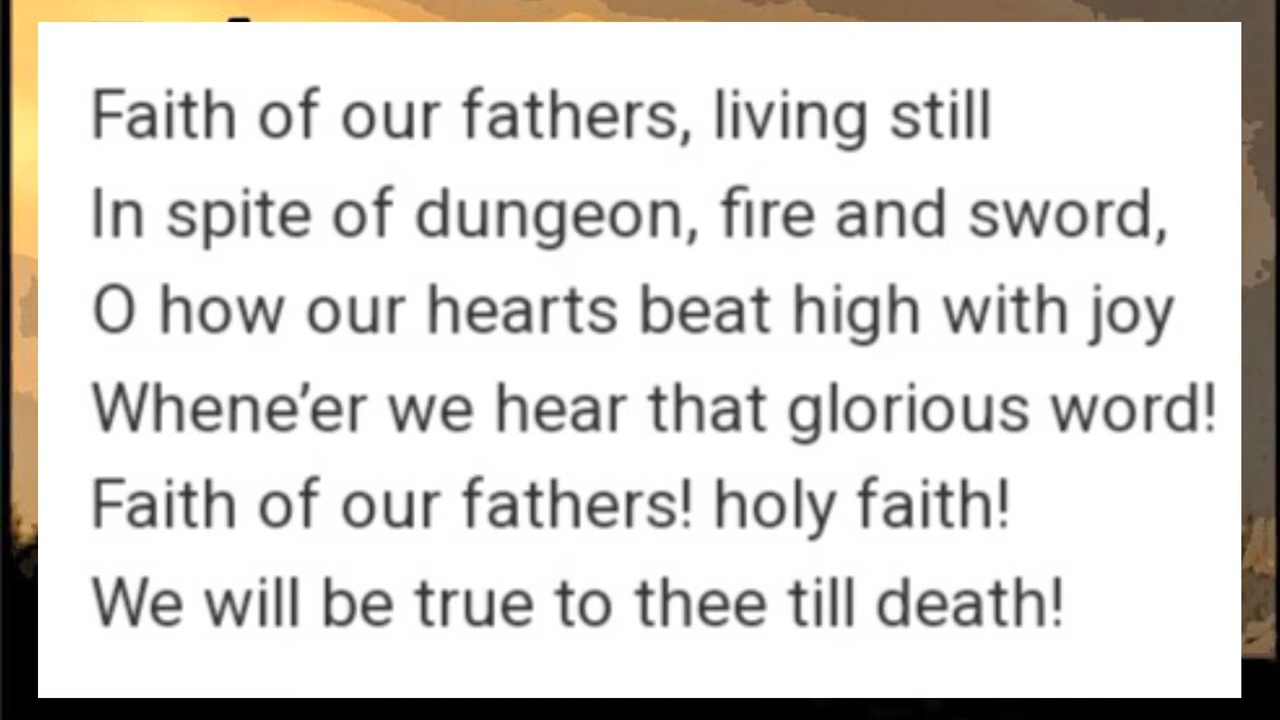 Faith of our fathers, living still
In spite of dungeon, fire and sword,
O how our hearts beat high with joy
Whene’er we hear that glorious word!
Faith of our fathers! holy faith!
We will be true to thee till death!